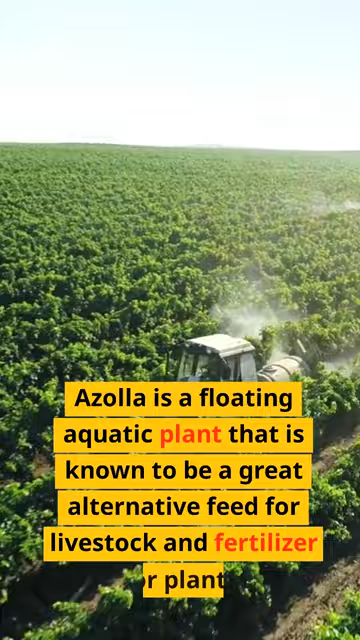 Azolla is a floating
aquatic plant that is
known to be a great
alternative feed for
livestock and fertilizer
plant